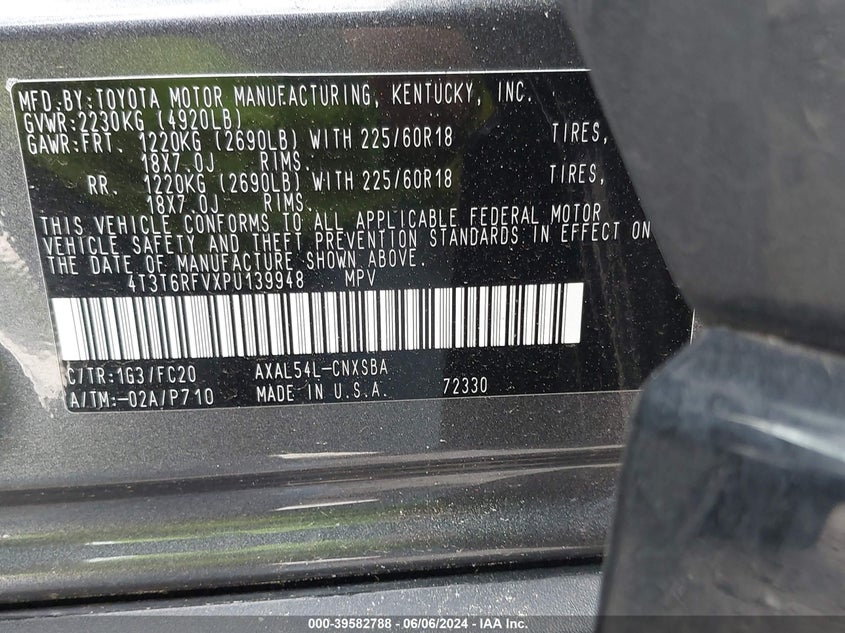 MFD.BY:TOYOTA MOTOR MANUFACTURING, KENTUCKY, INC.
GVWR:2230KG (4920LB)
GAWR:FRT. 1220KG (2690LB) WITH 225/60R18 TIRES,
18X7.0J RIMS.
RR. 1220KG (2690LB) WITH 225/60R18 TIRES,
18X7.0J RIMS.
THIS VEHICLE CONFORMS TO ALL APPLICABLE FEDERAL MOTOR
VEHICLE SAFETY AND THEFT PREVENTION STANDARDS IN EFFECT ON
THE DATE OF MANUFACTURE SHOWN ABOVE.
4T3T6RFVXPU139948 MPV
C/TR:1G3/FC20 AXAL54L-CNXSBA
A/TM:-02A/P710 MADE IN U.S.A. 72330
000-39582788 - 06/06/2024 - IAA Inc.